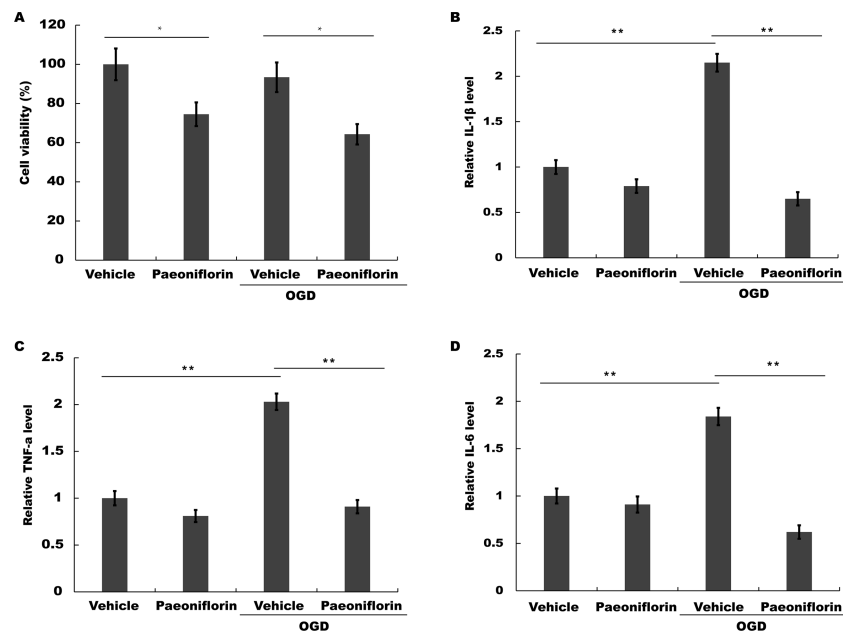 A
Cell viability (%)
120
100
80
60
40
20
0
*
*
Vehicle Paeoniflorin Vehicle Paeoniflorin
OGD
B
Relative IL-1β level
2.5
2
1.5
1
0.5
0
**
**
Vehicle Paeoniflorin Vehicle Paeoniflorin
OGD
C
Relative TNF-a level
2.5
2
1.5
1
0.5
0
**
**
Vehicle Paeoniflorin Vehicle Paeoniflorin
OGD
D
Relative IL-6 level
2.5
2
1.5
1
0.5
0
**
**
Vehicle Paeoniflorin Vehicle Paeoniflorin
OGD